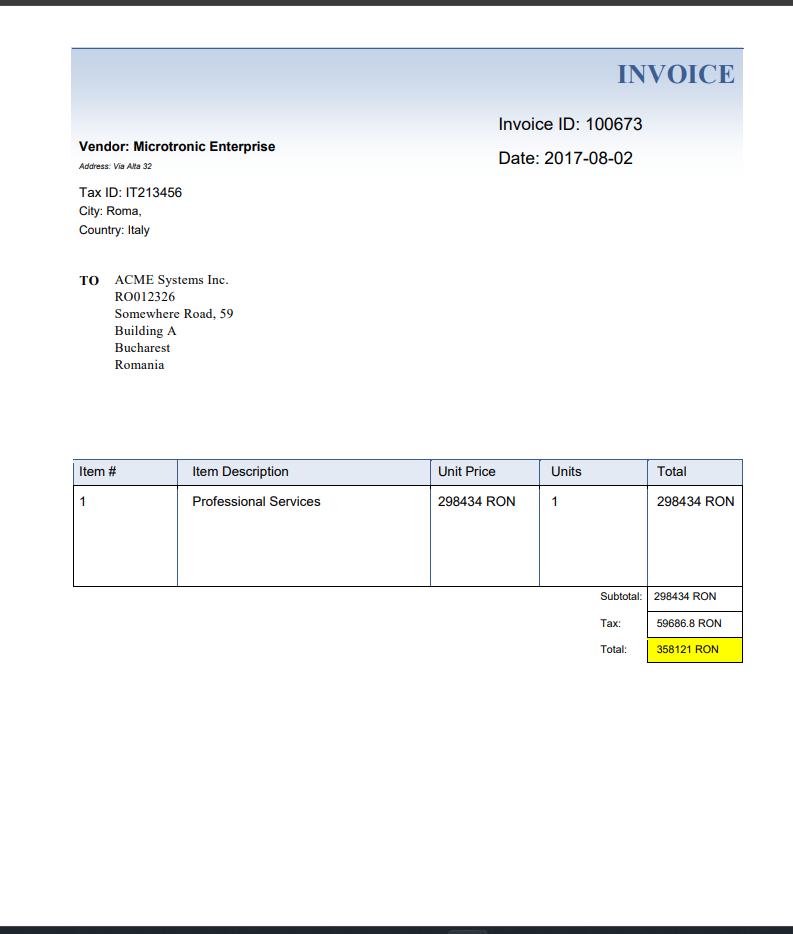 INVOICE
Invoice ID: 100673
Date: 2017-08-02
Vendor: Microtronic Enterprise
Address: Via Alta 32
Tax ID: IT213456
City: Roma,
Country: Italy
TO ACME Systems Inc.
RO012326
Somewhere Road, 59
Building A
Bucharest
Romania
Item # Item Description Unit Price Units Total
1 Professional Services 298434 RON 1 298434 RON
Subtotal: 298434 RON
Tax: 59686.8 RON
Total: 358121 RON